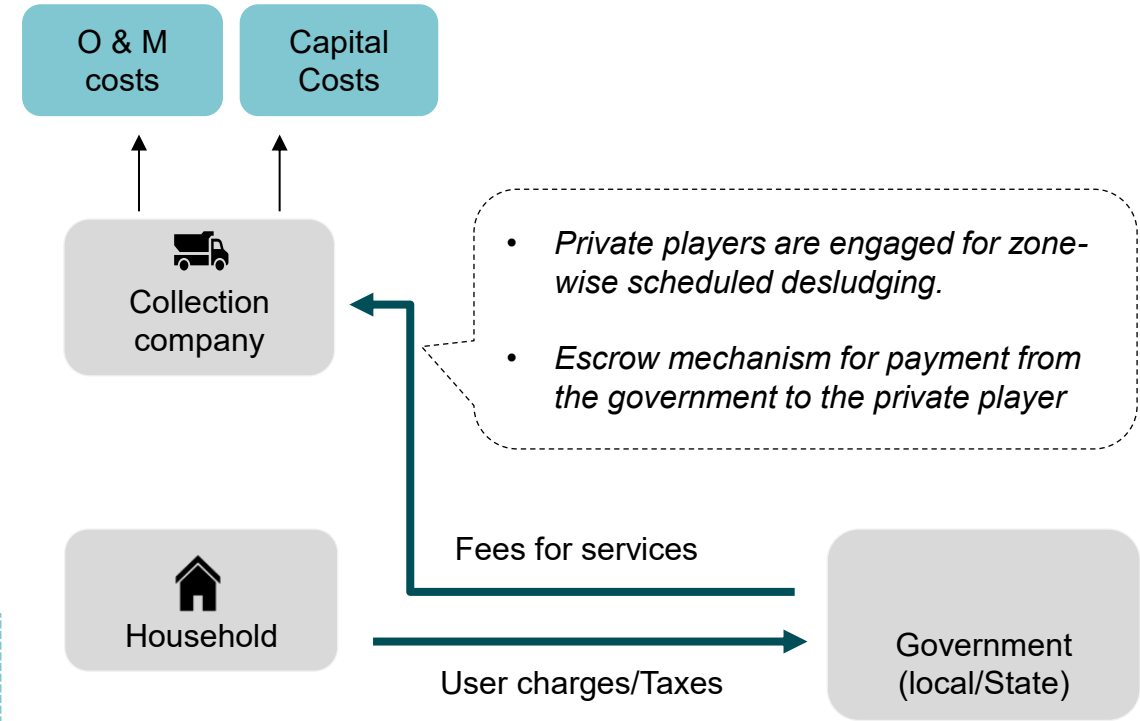 O & M
costs
Capital
Costs
Collection
company
• Private players are engaged for zone-
wise scheduled desludging.
• Escrow mechanism for payment from
the government to the private player
Fees for services
Household
User charges/Taxes
Government
(local/State)